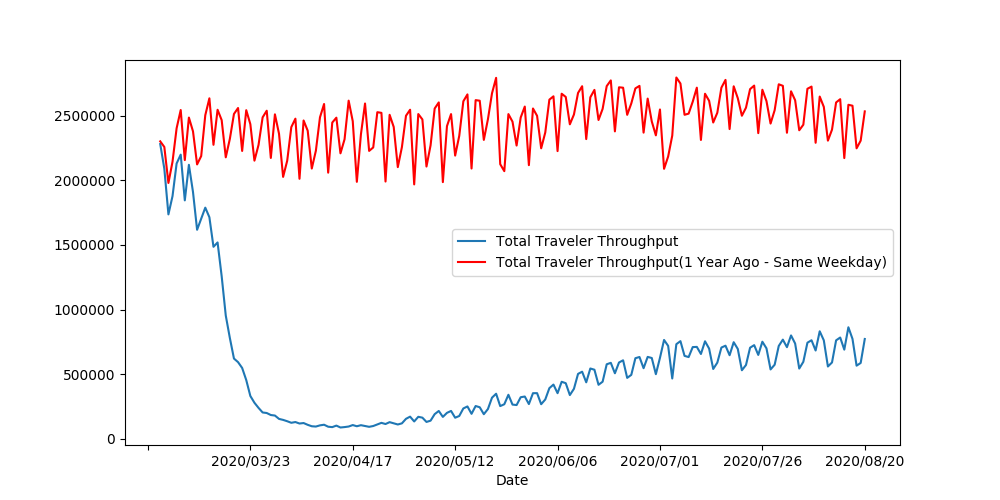 2500000
2000000
1500000
1000000
500000
0
Total Traveler Throughput
Total Traveler Throughput(1 Year Ago - Same Weekday)
2020/03/23 2020/04/17 2020/05/12 2020/06/06 2020/07/01 2020/07/26 2020/08/20
Date